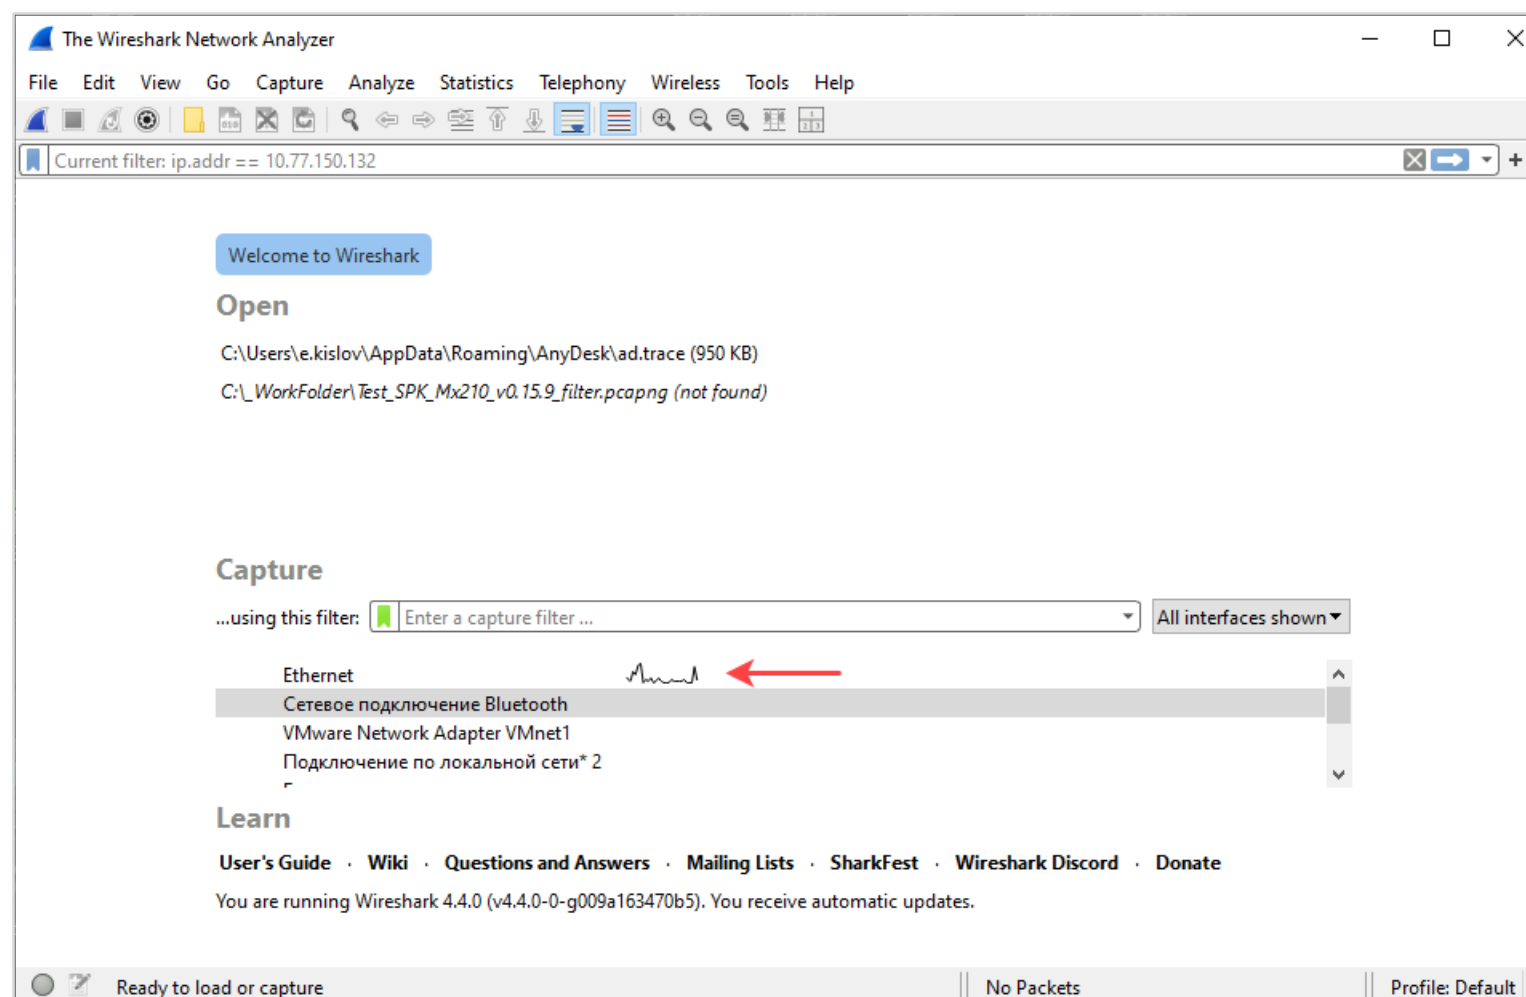 The Wireshark Network Analyzer
File Edit View Go Capture Analyze Statistics Telephony Wireless Tools Help
Current filter: ip.addr == 10.77.150.132
Welcome to Wireshark
Open
C:\Users\e.kislov\AppData\Roaming\AnyDesk\ad.trace (950 KB)
C:\_WorkFolder\Test_SPK_Mx210_v0.15.9_filter.pcapng (not found)
Capture
...using this filter: Enter a capture filter ... All interfaces shown
Ethernet
Сетевое подключение Bluetooth
VMware Network Adapter VMnet1
Подключение по локальной сети* 2
Learn
User's Guide · Wiki · Questions and Answers · Mailing Lists · SharkFest · Wireshark Discord · Donate
You are running Wireshark 4.4.0 (v4.4.0-0-g009a163470b5). You receive automatic updates.
Ready to load or capture No Packets Profile: Default